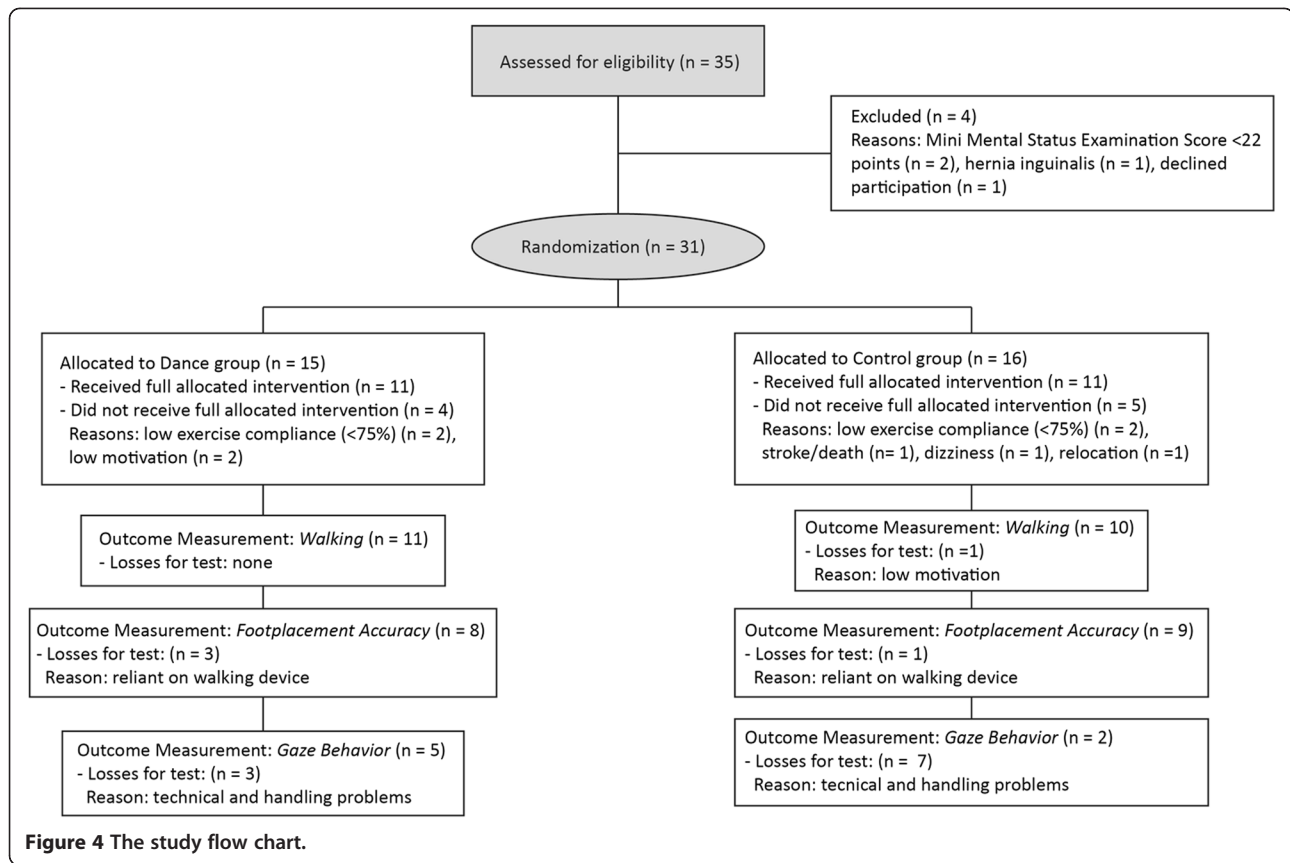 Assessed for eligibility (n = 35)
Excluded (n = 4)
Reasons: Mini Mental Status Examination Score <22
points (n = 2), hernia inguinalis (n = 1), declined
participation (n = 1)
Randomization (n = 31)
Allocated to Dance group (n = 15)
- Received full allocated intervention (n = 11)
- Did not receive full allocated intervention (n = 4)
Reasons: low exercise compliance (<75%) (n = 2),
low motivation (n = 2)
Allocated to Control group (n = 16)
- Received full allocated intervention (n = 11)
- Did not receive full allocated intervention (n = 5)
Reasons: low exercise compliance (<75%) (n = 2),
stroke/death (n= 1), dizziness (n = 1), relocation (n =1)
Outcome Measurement: Walking (n = 11)
- Losses for test: none
Outcome Measurement: Walking (n = 10)
- Losses for test: (n =1)
Reason: low motivation
Outcome Measurement: Footplacement Accuracy (n = 8)
- Losses for test: (n = 3)
Reason: reliant on walking device
Outcome Measurement: Footplacement Accuracy (n = 9)
- Losses for test: (n = 1)
Reason: reliant on walking device
Outcome Measurement: Gaze Behavior (n = 5)
- Losses for test: (n = 3)
Reason: technical and handling problems
Outcome Measurement: Gaze Behavior (n = 2)
- Losses for test: (n = 7)
Reason: tecnical and handling problems
Figure 4 The study flow chart.